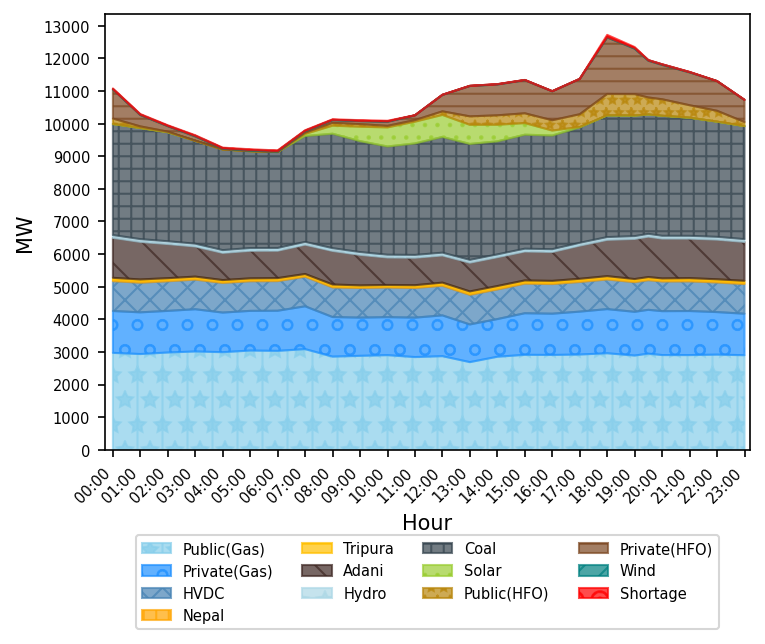 13000
12000
11000
10000
9000
8000
7000
6000
5000
4000
3000
2000
1000
0
MW
00:00 01:00 02:00 03:00 04:00 05:00 06:00 07:00 08:00 09:00 10:00 11:00 12:00 13:00 14:00 15:00 16:00 17:00 18:00 19:00 20:00 21:00 22:00 23:00
Hour
Public(Gas) Tripura Coal Private(HFO)
Private(Gas) Adani Solar Wind
HVDC Hydro Public(HFO) Shortage
Nepal